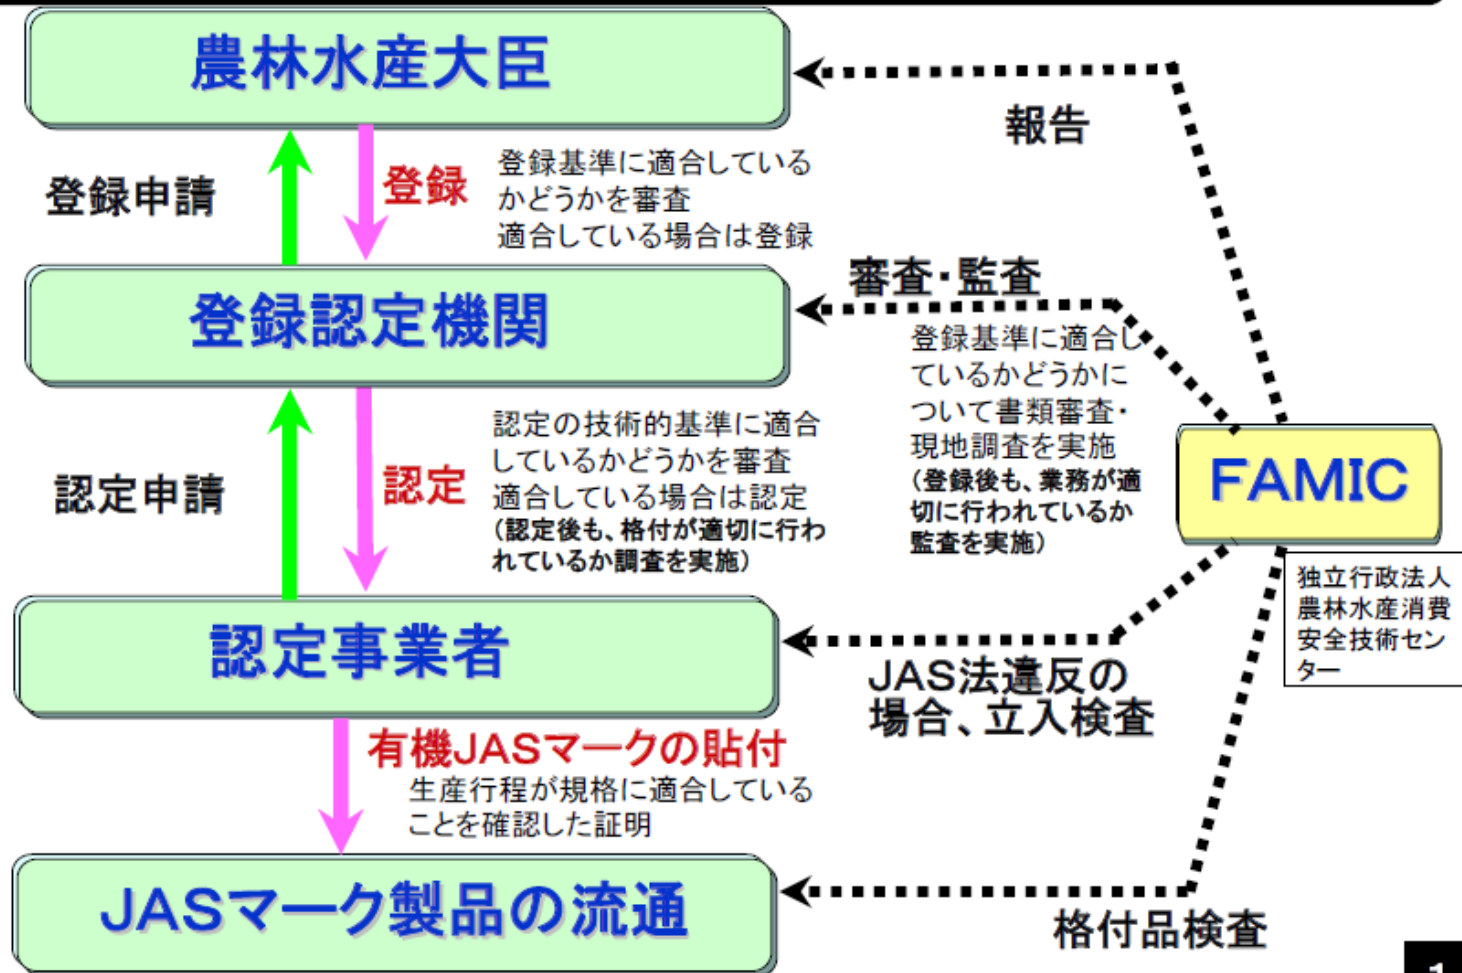 農林水産大臣
報告
登録申請
登録
登録基準に適合している
かどうかを審査
適合している場合は登録
登録認定機関
審査・監査
登録基準に適合し
ているかどうかに
ついて書類審査・
現地調査を実施
（登録後も、業務が適
切に行われているか
監査を実施）
認定申請
認定
認定の技術的基準に適合
しているかどうかを審査
適合している場合は認定
（認定後も、格付が適切に行わ
れているか調査を実施）
FAMIC
独立行政法人
農林水産消費
安全技術セン
ター
認定事業者
JAS法違反の
場合、立入検査
有機JASマークの貼付
生産行程が規格に適合している
ことを確認した証明
JASマーク製品の流通
格付品検査